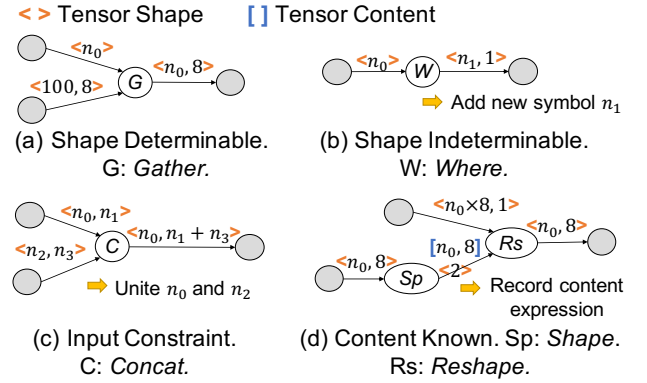 < > Tensor Shape [ ] Tensor Content
<n₀>
<100, 8>
G
<n₀, 8>
(a) Shape Determinable.
G: Gather.
<n₀>
W
<n₁, 1>
Add new symbol n₁
(b) Shape Indeterminable.
W: Where.
<n₀, n₁>
<n₂, n₃>
C
<n₀, n₁ + n₃>
Unite n₀ and n₂
(c) Input Constraint.
C: Concat.
<n₀×8, 1>
[n₀, 8]
Rs
<n₀, 8>
<n₀, 8>
Sp
<2>
Record content
expression
(d) Content Known. Sp: Shape.
Rs: Reshape.